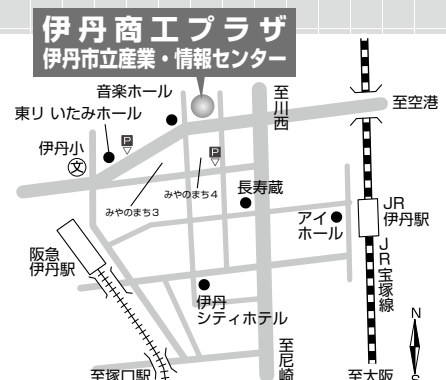 伊丹商工プラザ
伊丹市立産業・情報センター
音楽ホール
東リ いたみホール
至川西
至空港
伊丹小
文
P
P
みやのまち3
みやのまち4
長寿蔵
アイ
ホール
JR
伊丹駅
阪急
伊丹駅
JR宝塚線
伊丹
シティホテル
至尼崎
至塚口駅
至大阪
N
S